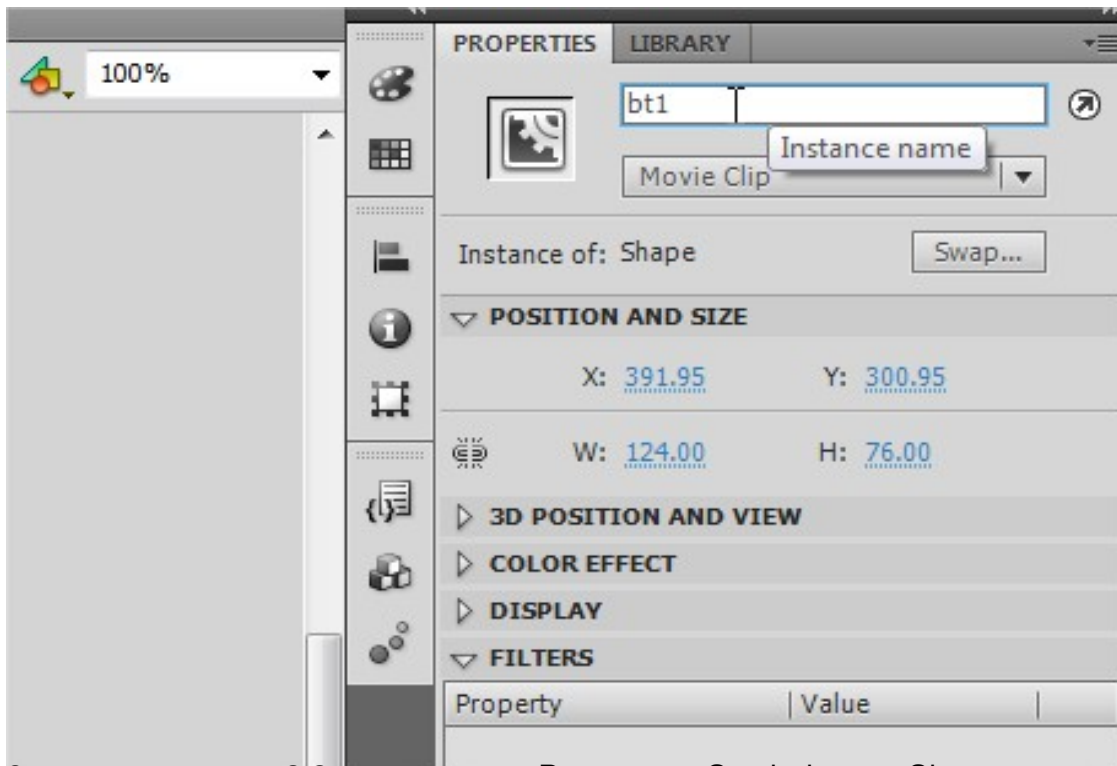 PROPERTIES LIBRARY
100%
bt1
Instance name
Movie Clip
Instance of: Shape Swap...
POSITION AND SIZE
X: 391.95 Y: 300.95
W: 124.00 H: 76.00
3D POSITION AND VIEW
COLOR EFFECT
DISPLAY
FILTERS
Property Value